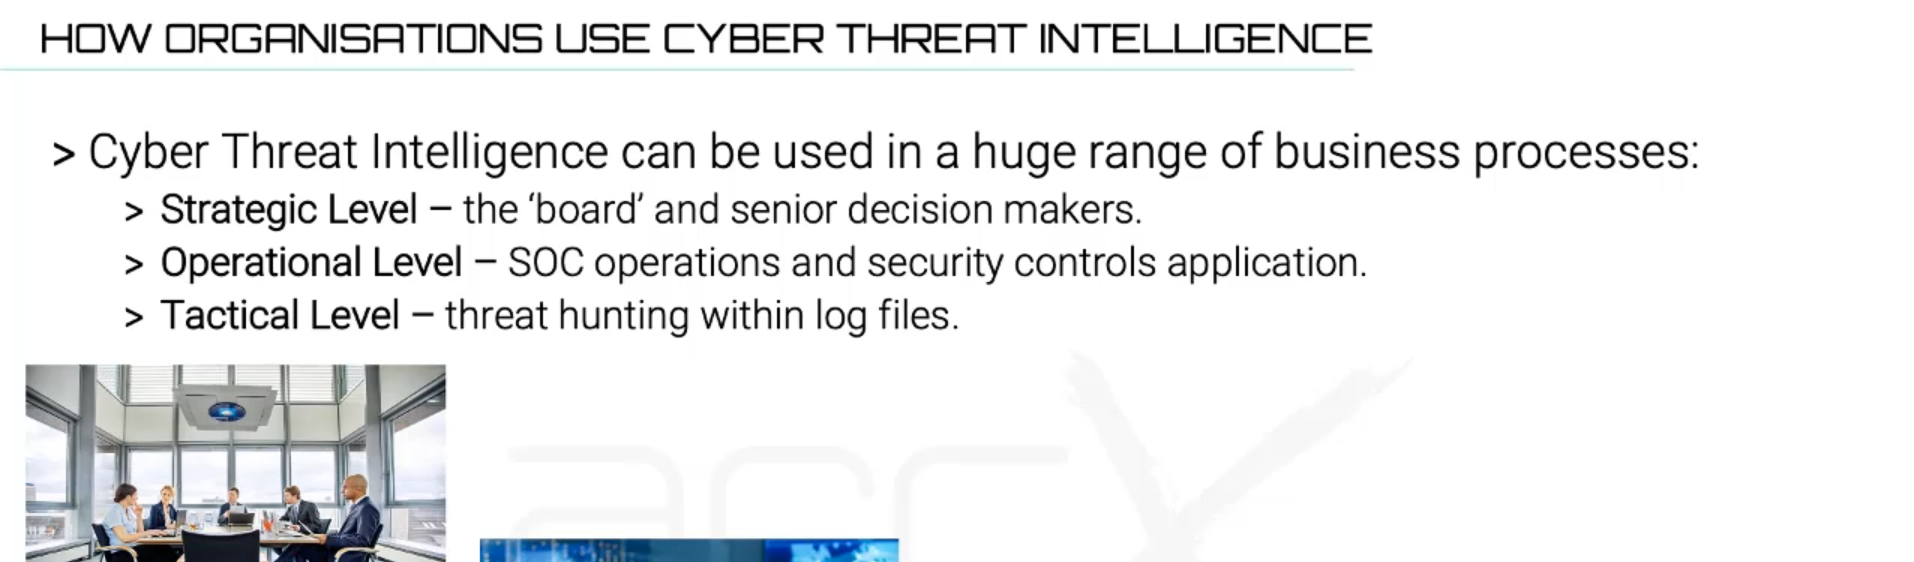 HOW ORGANISATIONS USE CYBER THREAT INTELLIGENCE
> Cyber Threat Intelligence can be used in a huge range of business processes:
> Strategic Level – the ‘board’ and senior decision makers.
> Operational Level – SOC operations and security controls application.
> Tactical Level – threat hunting within log files.